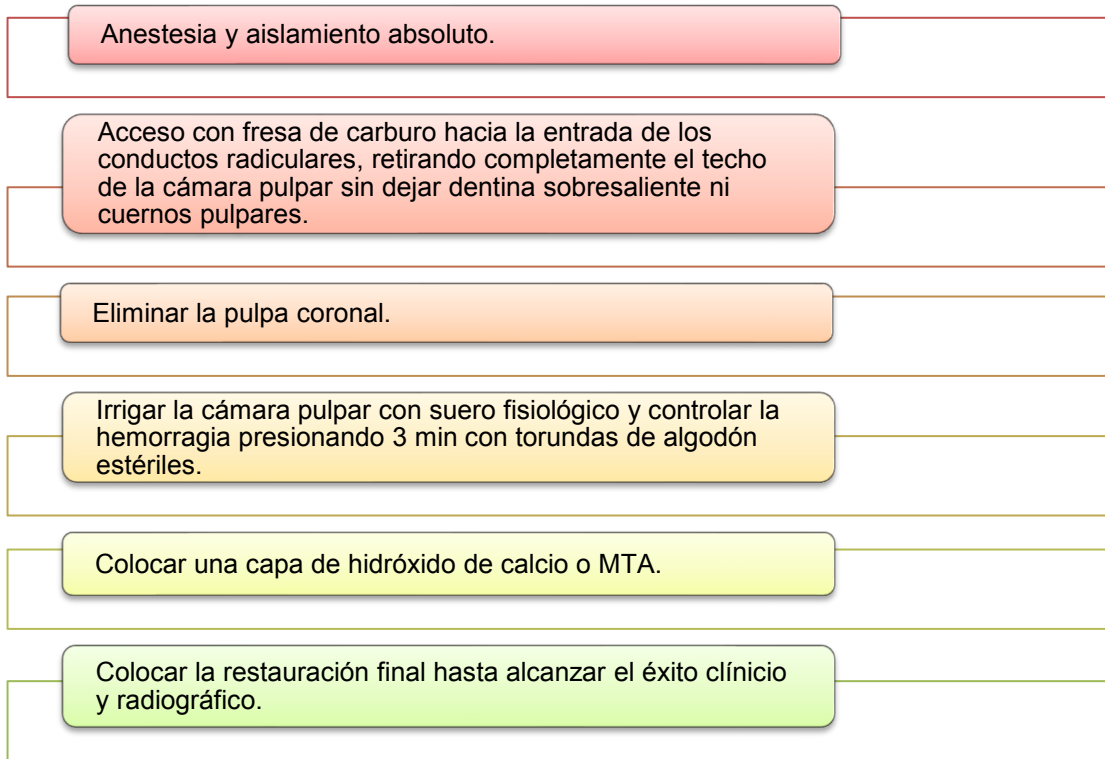 Anestesia y aislamiento absoluto.
Acceso con fresa de carburo hacia la entrada de los
conductos radiculares, retirando completamente el techo
de la cámara pulpar sin dejar dentina sobresaliente ni
cuernos pulpares.
Eliminar la pulpa coronal.
Irrigar la cámara pulpar con suero fisiológico y controlar la
hemorragia presionando 3 min con torundas de algodón
estériles.
Colocar una capa de hidróxido de calcio o MTA.
Colocar la restauración final hasta alcanzar el éxito clínicio
y radiográfico.